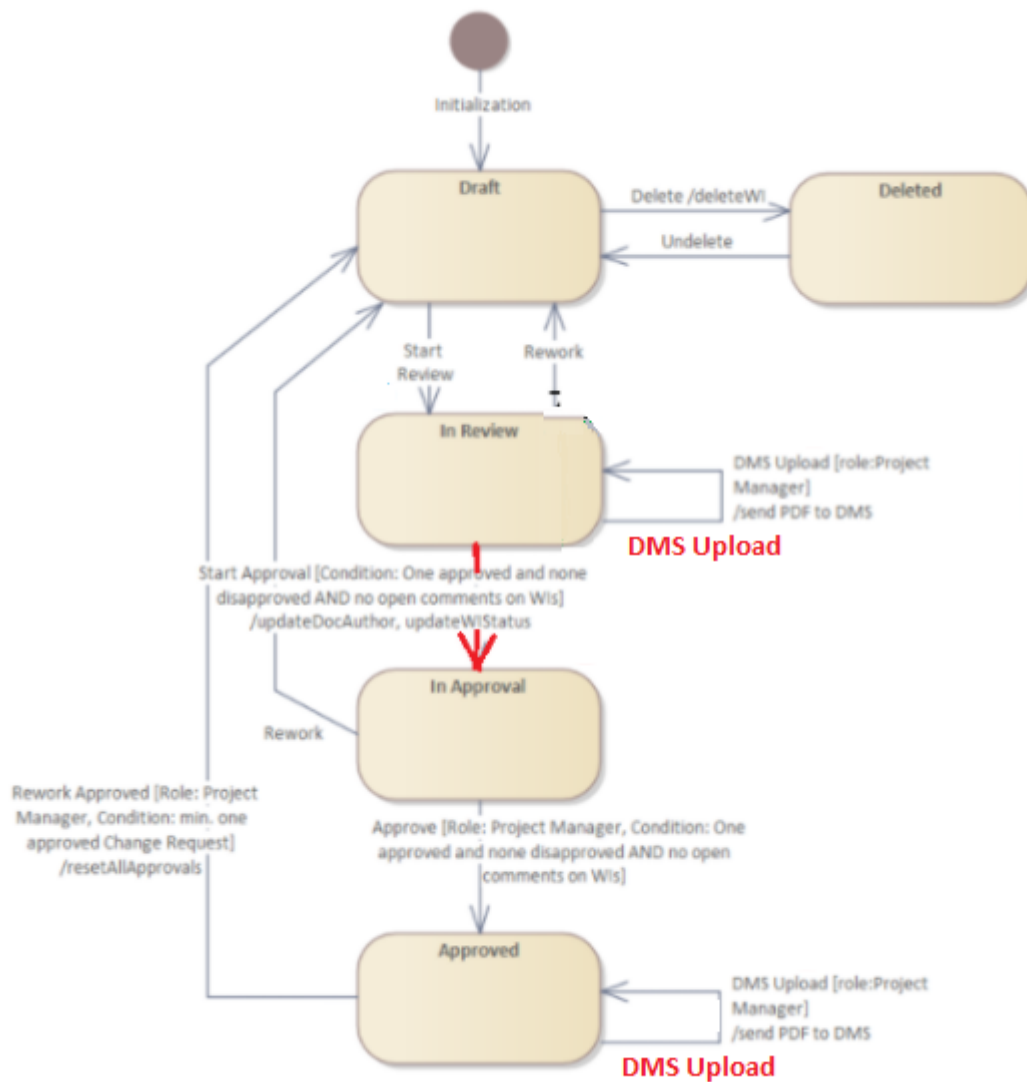 Initialization
Draft
Delete /deleteWI
Deleted
Undelete
Start
Review
Rework
In Review
DMS Upload [role:Project
Manager]
/send PDF to DMS
DMS Upload
Start Approval [Condition: One approved and none
disapproved AND no open comments on WIs]
/updateDocAuthor, updateWIStatus
In Approval
Rework
Rework Approved [Role: Project
Manager, Condition: min. one
approved Change Request]
/resetAllApprovals
Approve [Role: Project Manager, Condition: One
approved and none disapproved AND no open
comments on WIs]
Approved
DMS Upload [role:Project
Manager]
/send PDF to DMS
DMS Upload